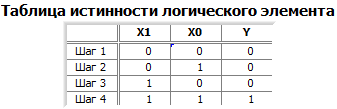 Таблица истинности логического элемента
X1 X0 Y
Шаг 1 0 0 0
Шаг 2 0 1 0
Шаг 3 1 0 0
Шаг 4 1 1 1